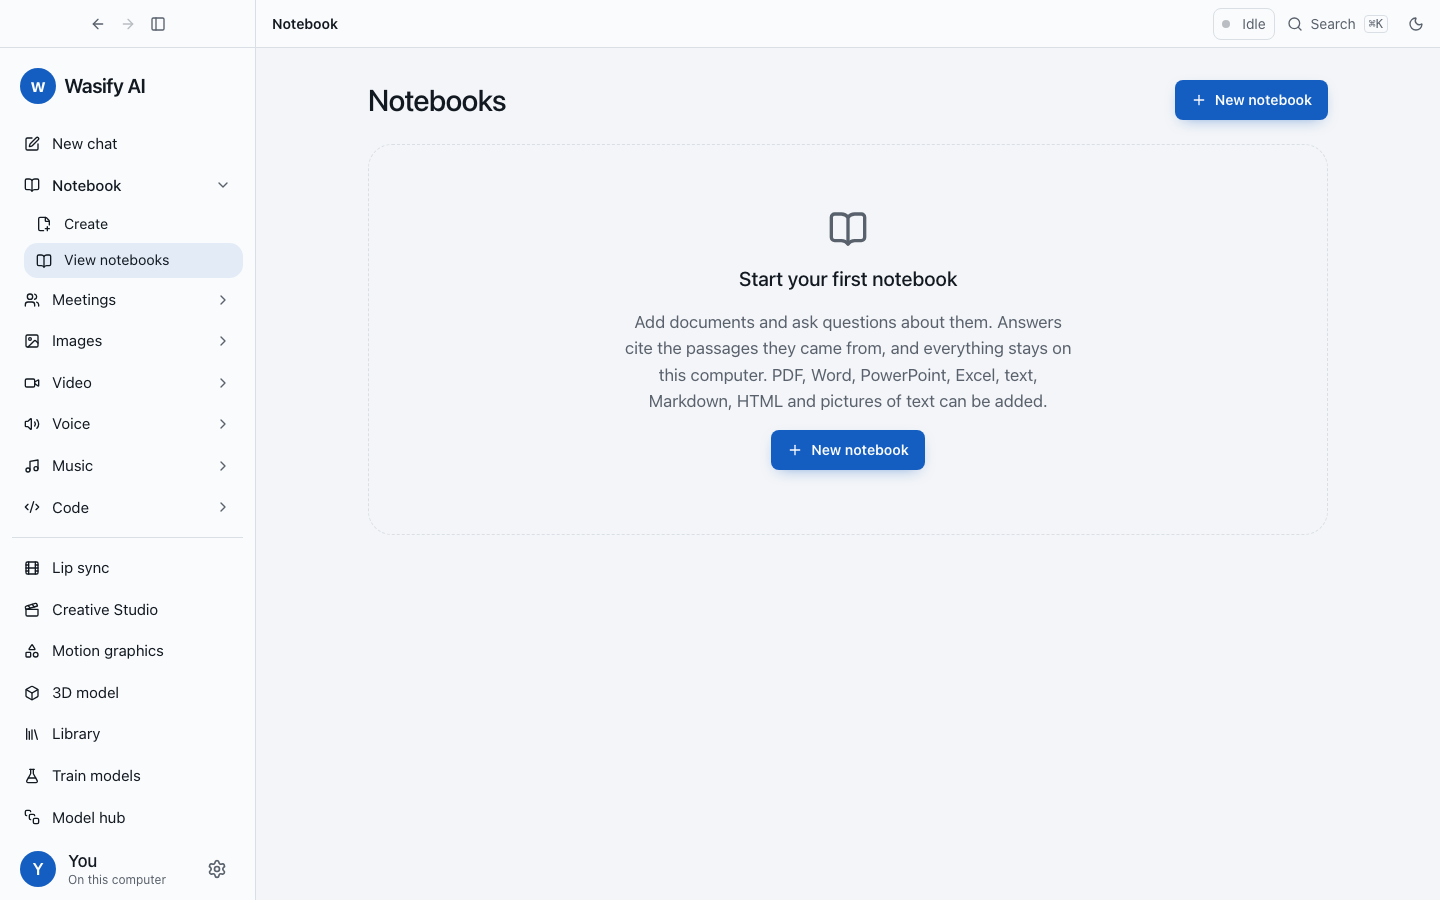 Notebook
Idle
Search ⌘K
W Wasify AI
New chat
Notebook
Create
View notebooks
Meetings
Images
Video
Voice
Music
Code
Lip sync
Creative Studio
Motion graphics
3D model
Library
Train models
Model hub
Y You
On this computer
Notebooks
New notebook
Start your first notebook
Add documents and ask questions about them. Answers
cite the passages they came from, and everything stays on
this computer. PDF, Word, PowerPoint, Excel, text,
Markdown, HTML and pictures of text can be added.
New notebook